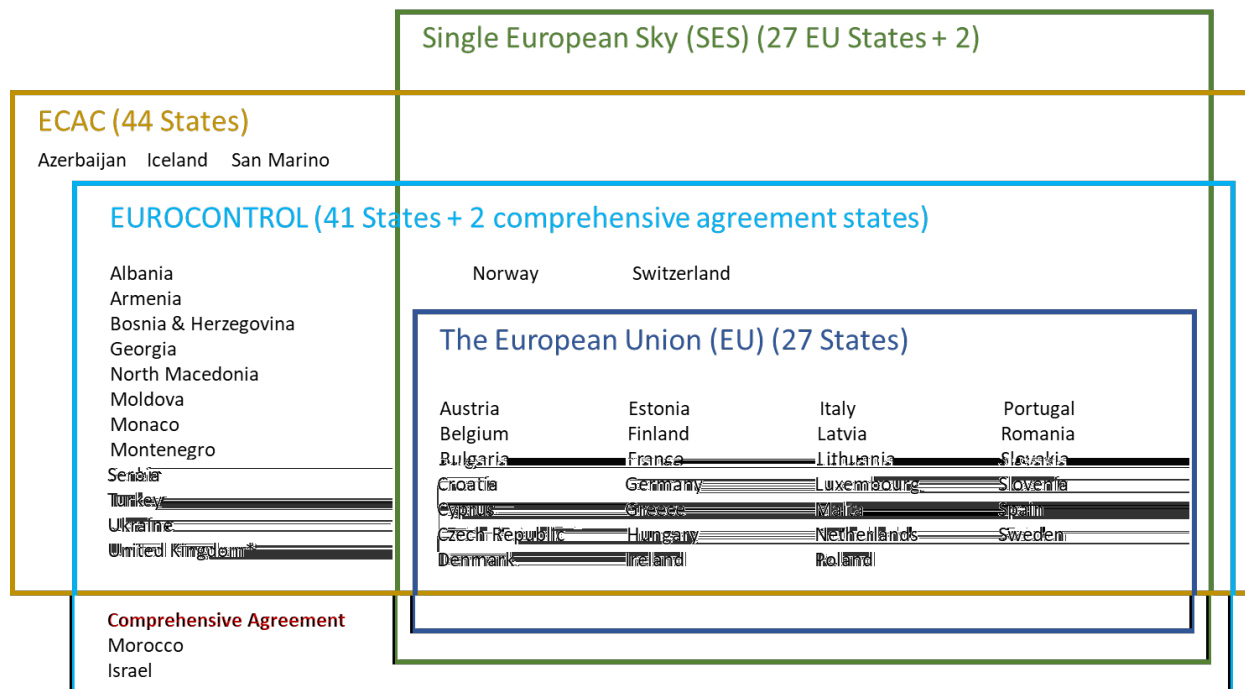 Single European Sky (SES) (27 EU States + 2)
ECAC (44 States)
Azerbaijan Iceland San Marino
EUROCONTROL (41 States + 2 comprehensive agreement states)
Albania
Armenia
Bosnia & Herzegovina
Georgia
North Macedonia
Moldova
Monaco
Montenegro
Serbia
Turkey
Ukraine
United Kingdom*
Norway Switzerland
The European Union (EU) (27 States)
Austria Estonia Italy Portugal
Belgium Finland Latvia Romania
Bulgaria France Lithuania Slovakia
Croatia Germany Luxembourg Slovenia
Cyprus Greece Malta Spain
Czech Republic Hungary Netherlands Sweden
Denmark Ireland Poland
Comprehensive Agreement
Morocco
Israel